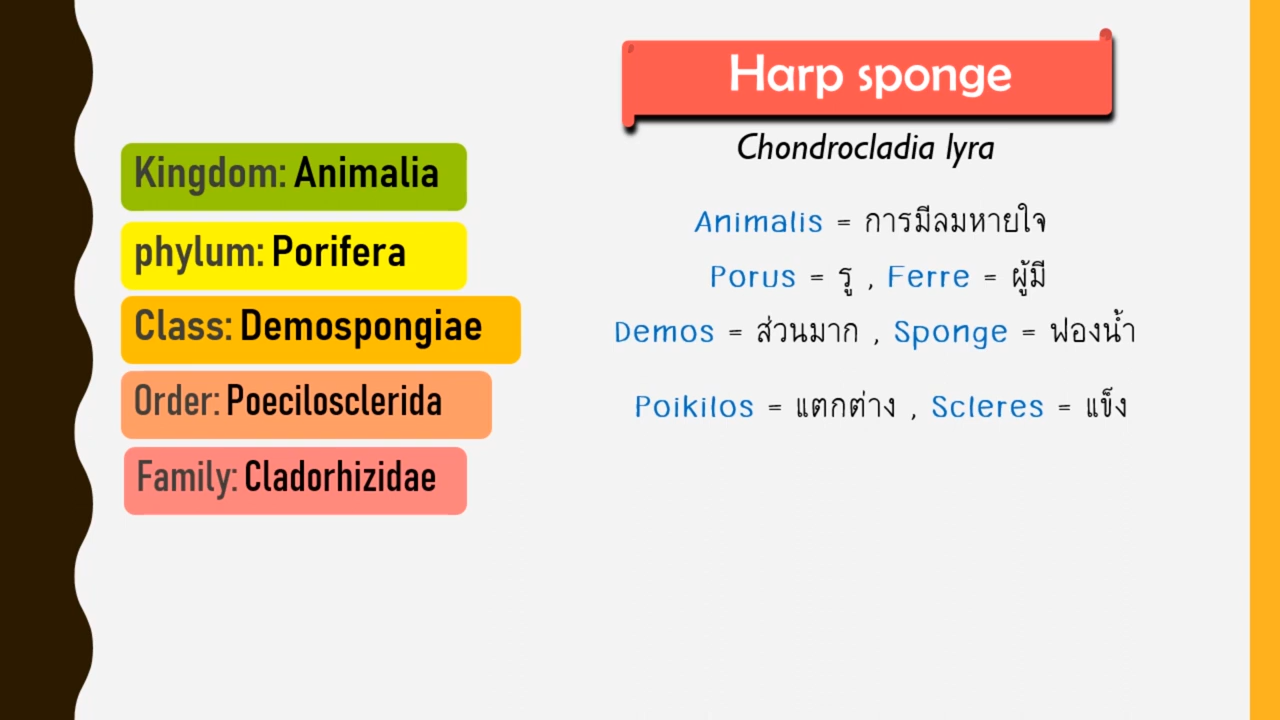 Harp sponge
Chondrocladia lyra
Kingdom: Animalia
phylum: Porifera
Class: Demospongiae
Order: Poecilosclerida
Family: Cladorhizidae
Animalis = การมีลมหายใจ
Porus = รู , Ferre = ผู้มี
Demos = ส่วนมาก , Sponge = ฟองน้ำ
Poikilos = แตกต่าง , Scleres = แข็ง